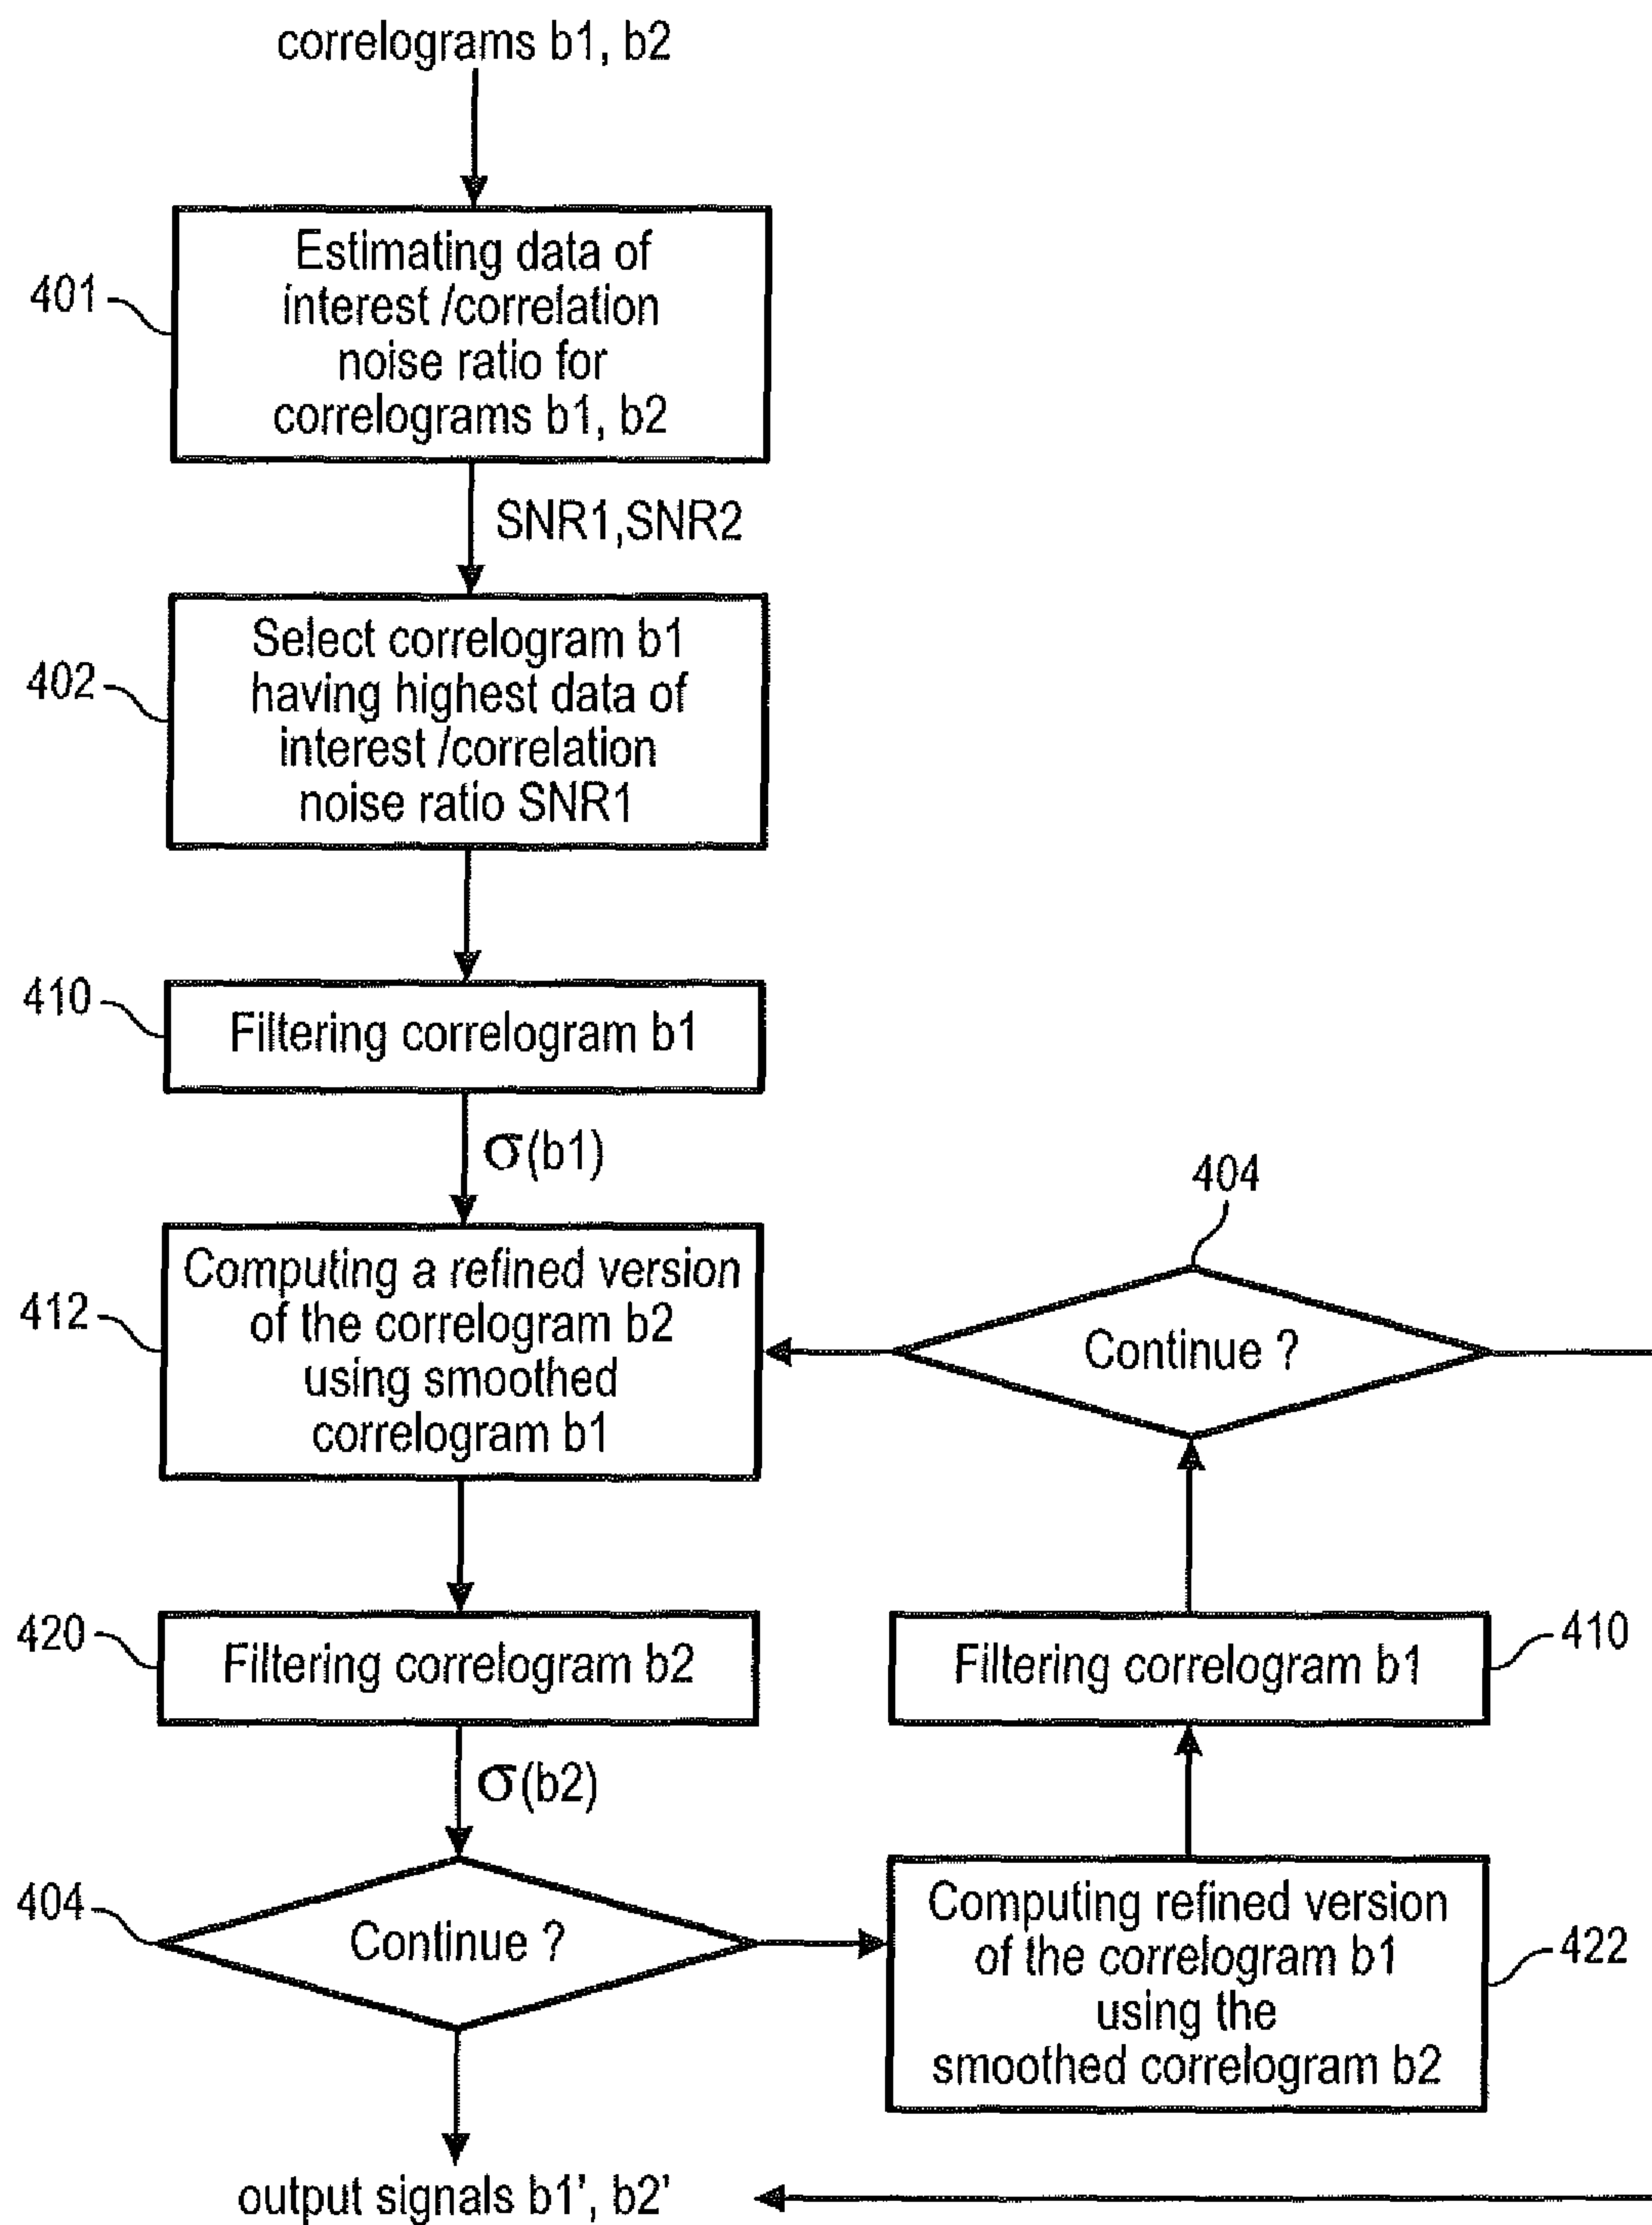 correlograms b1, b2
401
Estimating data of
interest /correlation
noise ratio for
correlograms b1, b2
SNR1,SNR2
402
Select correlogram b1
having highest data of
interest /correlation
noise ratio SNR1
410
Filtering correlogram b1
σ(b1)
412
Computing a refined version
of the correlogram b2
using smoothed
correlogram b1
404
Continue ?
420
Filtering correlogram b2
Filtering correlogram b1
410
σ(b2)
404
Continue ?
Computing refined version
of the correlogram b1
using the
smoothed correlogram b2
422
output signals b1', b2'